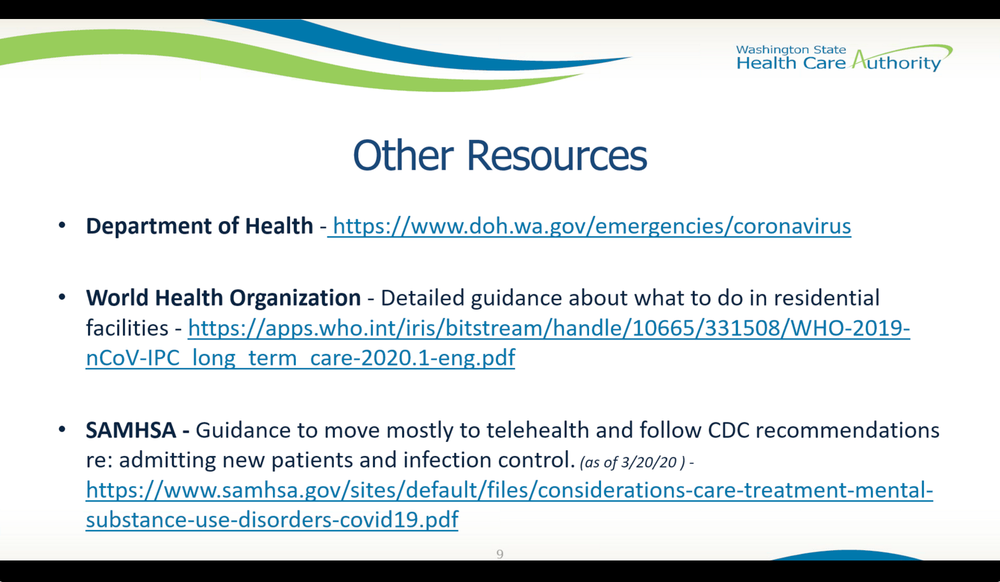 Washington State
Health Care Authority
Other Resources
• Department of Health - https://www.doh.wa.gov/emergencies/coronavirus
• World Health Organization - Detailed guidance about what to do in residential
facilities - https://apps.who.int/iris/bitstream/handle/10665/331508/WHO-2019-
nCoV-IPC_long_term_care-2020.1-eng.pdf
• SAMHSA - Guidance to move mostly to telehealth and follow CDC recommendations
re: admitting new patients and infection control. (as of 3/20/20 ) -
https://www.samhsa.gov/sites/default/files/considerations-care-treatment-mental-
substance-use-disorders-covid19.pdf
9